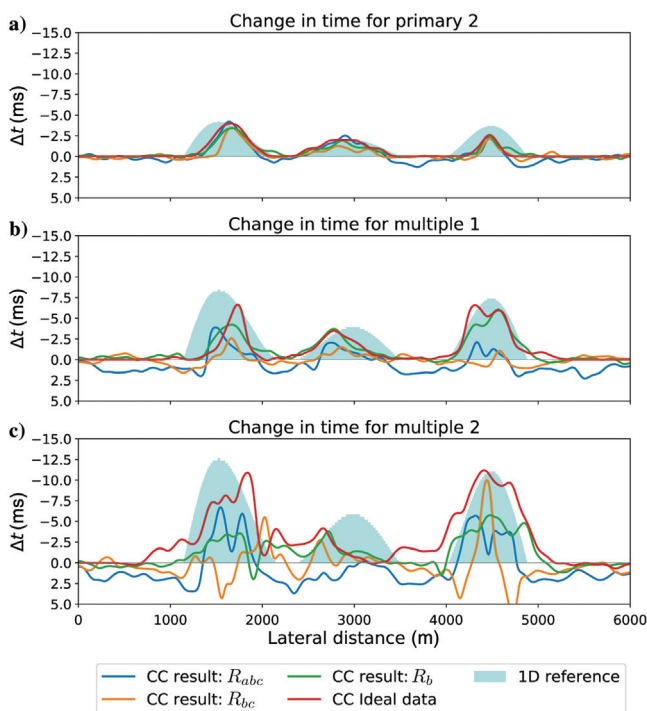 a) Change in time for primary 2
−15.0
−12.5
−10.0
−7.5
−5.0
−2.5
0.0
2.5
5.0
Δt (ms)
b) Change in time for multiple 1
−15.0
−12.5
−10.0
−7.5
−5.0
−2.5
0.0
2.5
5.0
Δt (ms)
c) Change in time for multiple 2
−15.0
−12.5
−10.0
−7.5
−5.0
−2.5
0.0
2.5
5.0
Δt (ms)
0 1000 2000 3000 4000 5000 6000
Lateral distance (m)
CC result: R_abc CC result: R_b 1D reference
CC result: R_bc CC Ideal data